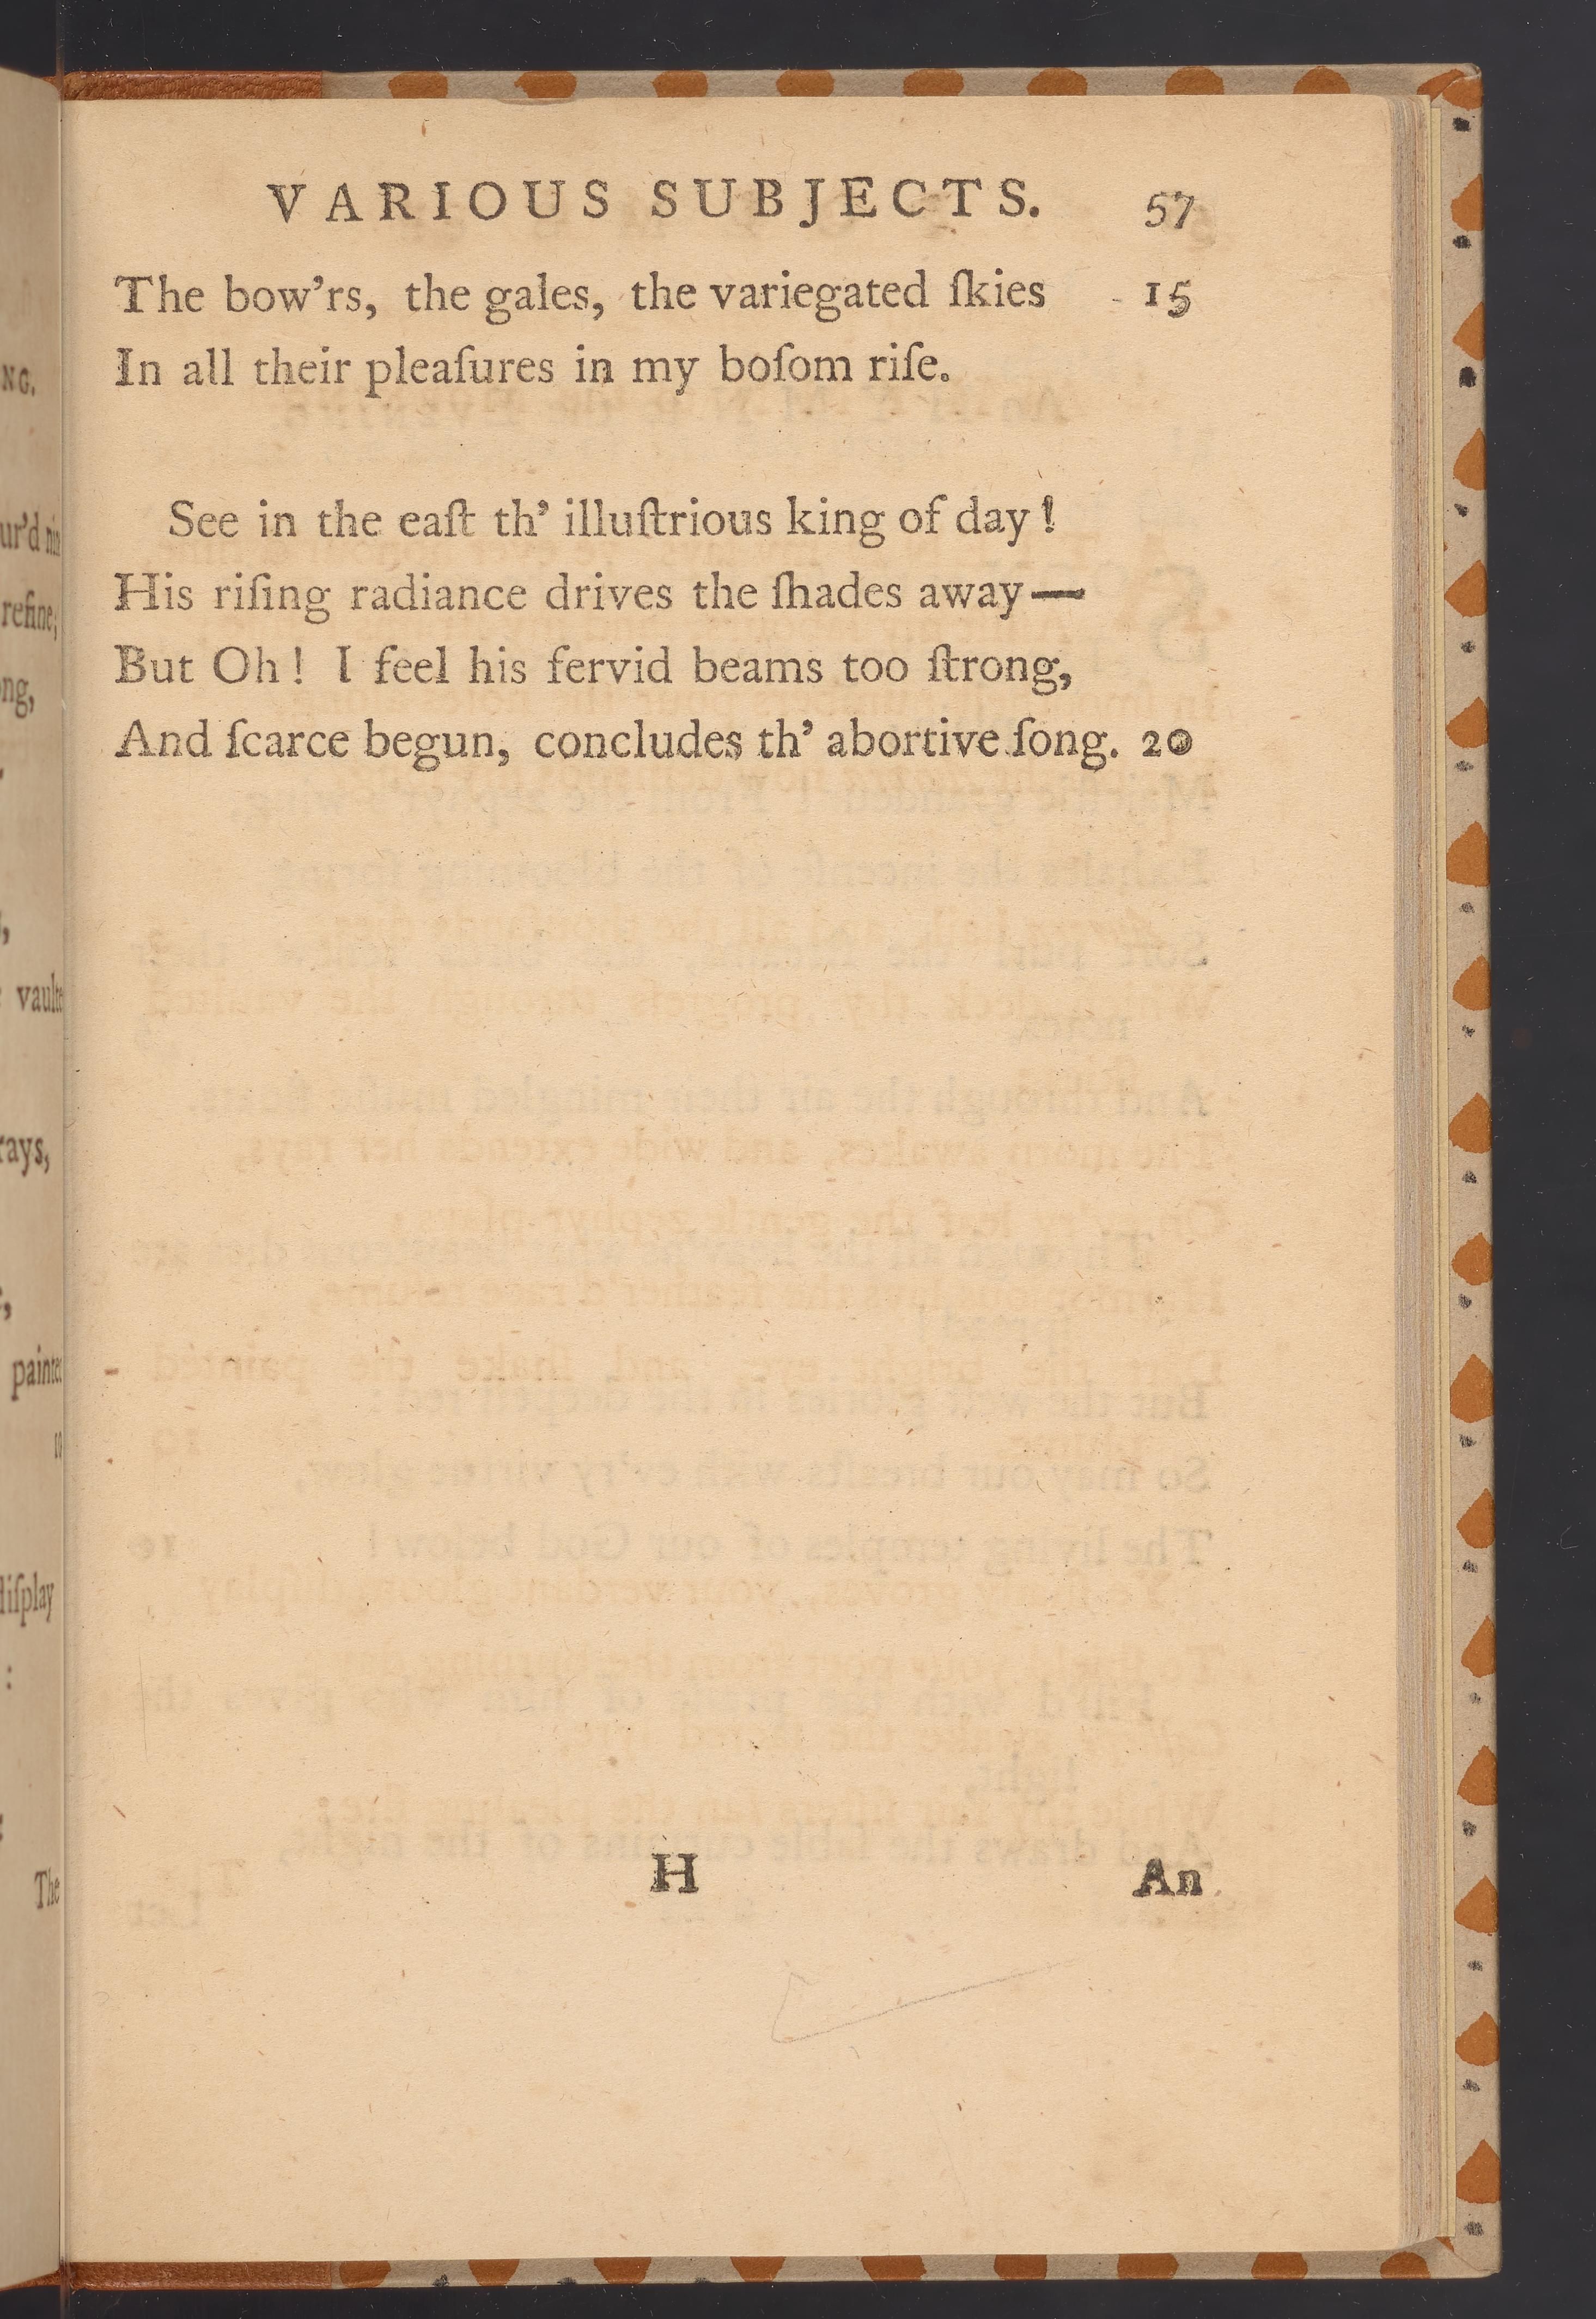 VARIOUS SUBJECTS. 57
The bow'rs, the gales, the variegated ſkies 15
In all their pleaſures in my boſom riſe.
See in the eaſt th' illuſtrious king of day!
His riſing radiance drives the ſhades away—
But Oh! I feel his fervid beams too ſtrong,
And ſcarce begun, concludes th' abortive ſong. 20
H An